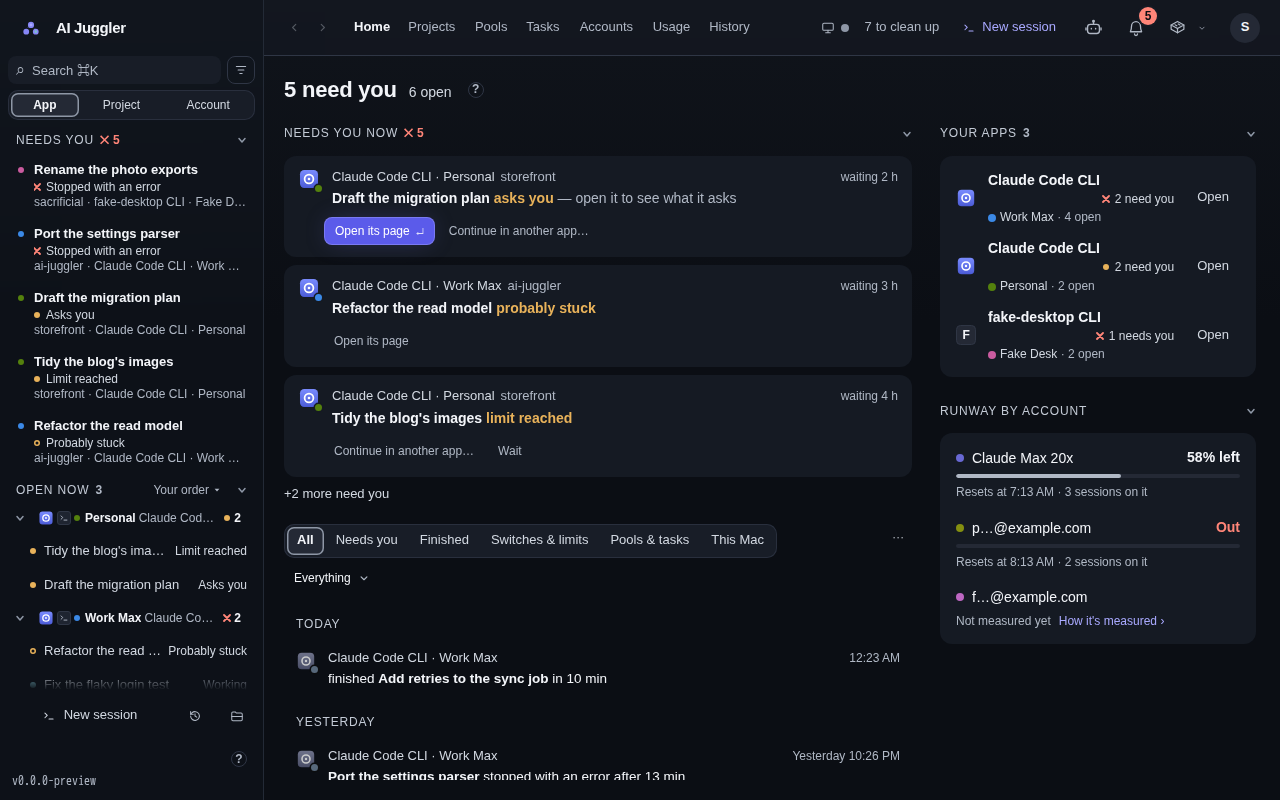 AI Juggler
Search ⌘K
App Project Account
NEEDS YOU 5
Rename the photo exports
Stopped with an error
sacrificial · fake-desktop CLI · Fake D…
Port the settings parser
Stopped with an error
ai-juggler · Claude Code CLI · Work …
Draft the migration plan
Asks you
storefront · Claude Code CLI · Personal
Tidy the blog's images
Limit reached
storefront · Claude Code CLI · Personal
Refactor the read model
Probably stuck
ai-juggler · Claude Code CLI · Work …
OPEN NOW 3 Your order
Personal Claude Cod… 2
Tidy the blog's ima… Limit reached
Draft the migration plan Asks you
Work Max Claude Co… 2
Refactor the read … Probably stuck
Fix the flaky login test Working
New session
?
v0.0.0-preview
Home Projects Pools Tasks Accounts Usage History 7 to clean up New session 5 S
5 need you 6 open ?
NEEDS YOU NOW 5
Claude Code CLI · Personal storefront waiting 2 h
Draft the migration plan asks you — open it to see what it asks
Open its page Continue in another app…
Claude Code CLI · Work Max ai-juggler waiting 3 h
Refactor the read model probably stuck
Open its page
Claude Code CLI · Personal storefront waiting 4 h
Tidy the blog's images limit reached
Continue in another app… Wait
+2 more need you
All Needs you Finished Switches & limits Pools & tasks This Mac …
Everything
TODAY
Claude Code CLI · Work Max 12:23 AM
finished Add retries to the sync job in 10 min
YESTERDAY
Claude Code CLI · Work Max Yesterday 10:26 PM
Port the settings parser stopped with an error after 13 min
YOUR APPS 3
Claude Code CLI
2 need you Open
Work Max · 4 open
Claude Code CLI
2 need you Open
Personal · 2 open
F fake-desktop CLI
1 needs you Open
Fake Desk · 2 open
RUNWAY BY ACCOUNT
Claude Max 20x 58% left
Resets at 7:13 AM · 3 sessions on it
p…@example.com Out
Resets at 8:13 AM · 2 sessions on it
f…@example.com
Not measured yet How it's measured ›